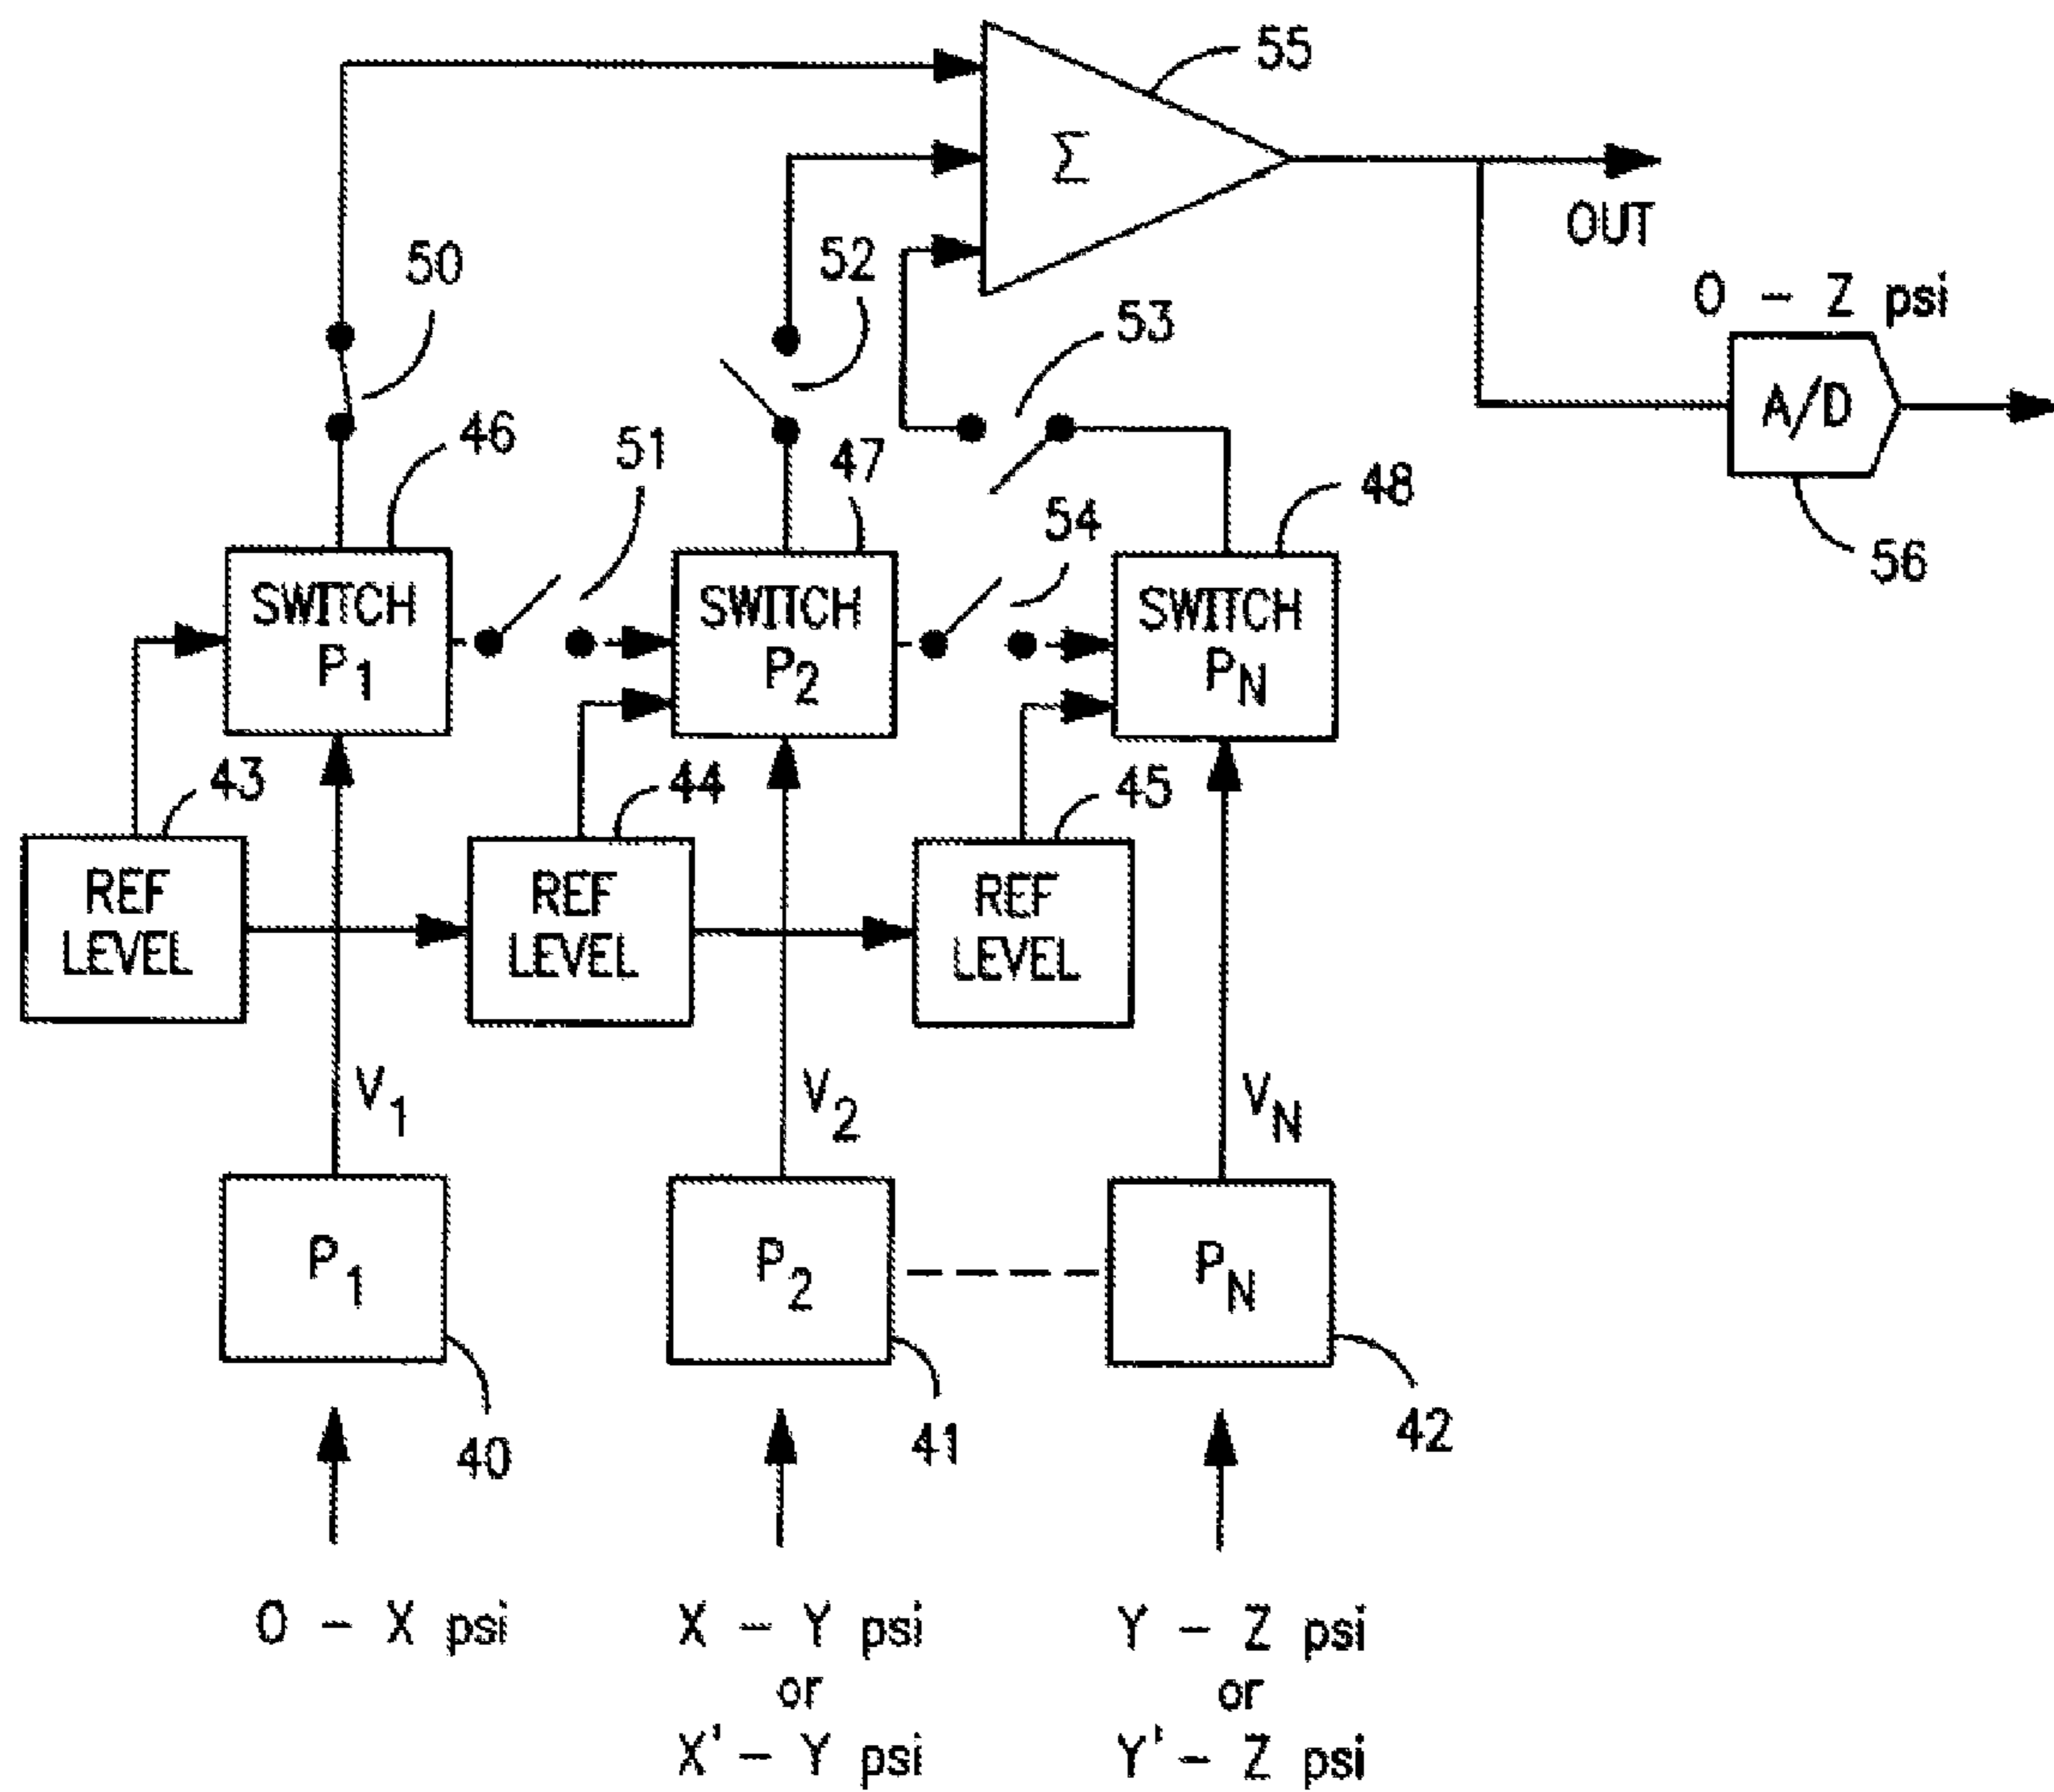 55
Σ
OUT
50
52
53
O – Z psi
A/D
56
46
51
47
54
48
SWITCH
P1
SWITCH
P2
SWITCH
PN
43
44
45
REF
LEVEL
REF
LEVEL
REF
LEVEL
V1
V2
VN
P1
P2
PN
40
41
42
O – X psi
X – Y psi
or
X' – Y psi
Y – Z psi
or
Y' – Z psi